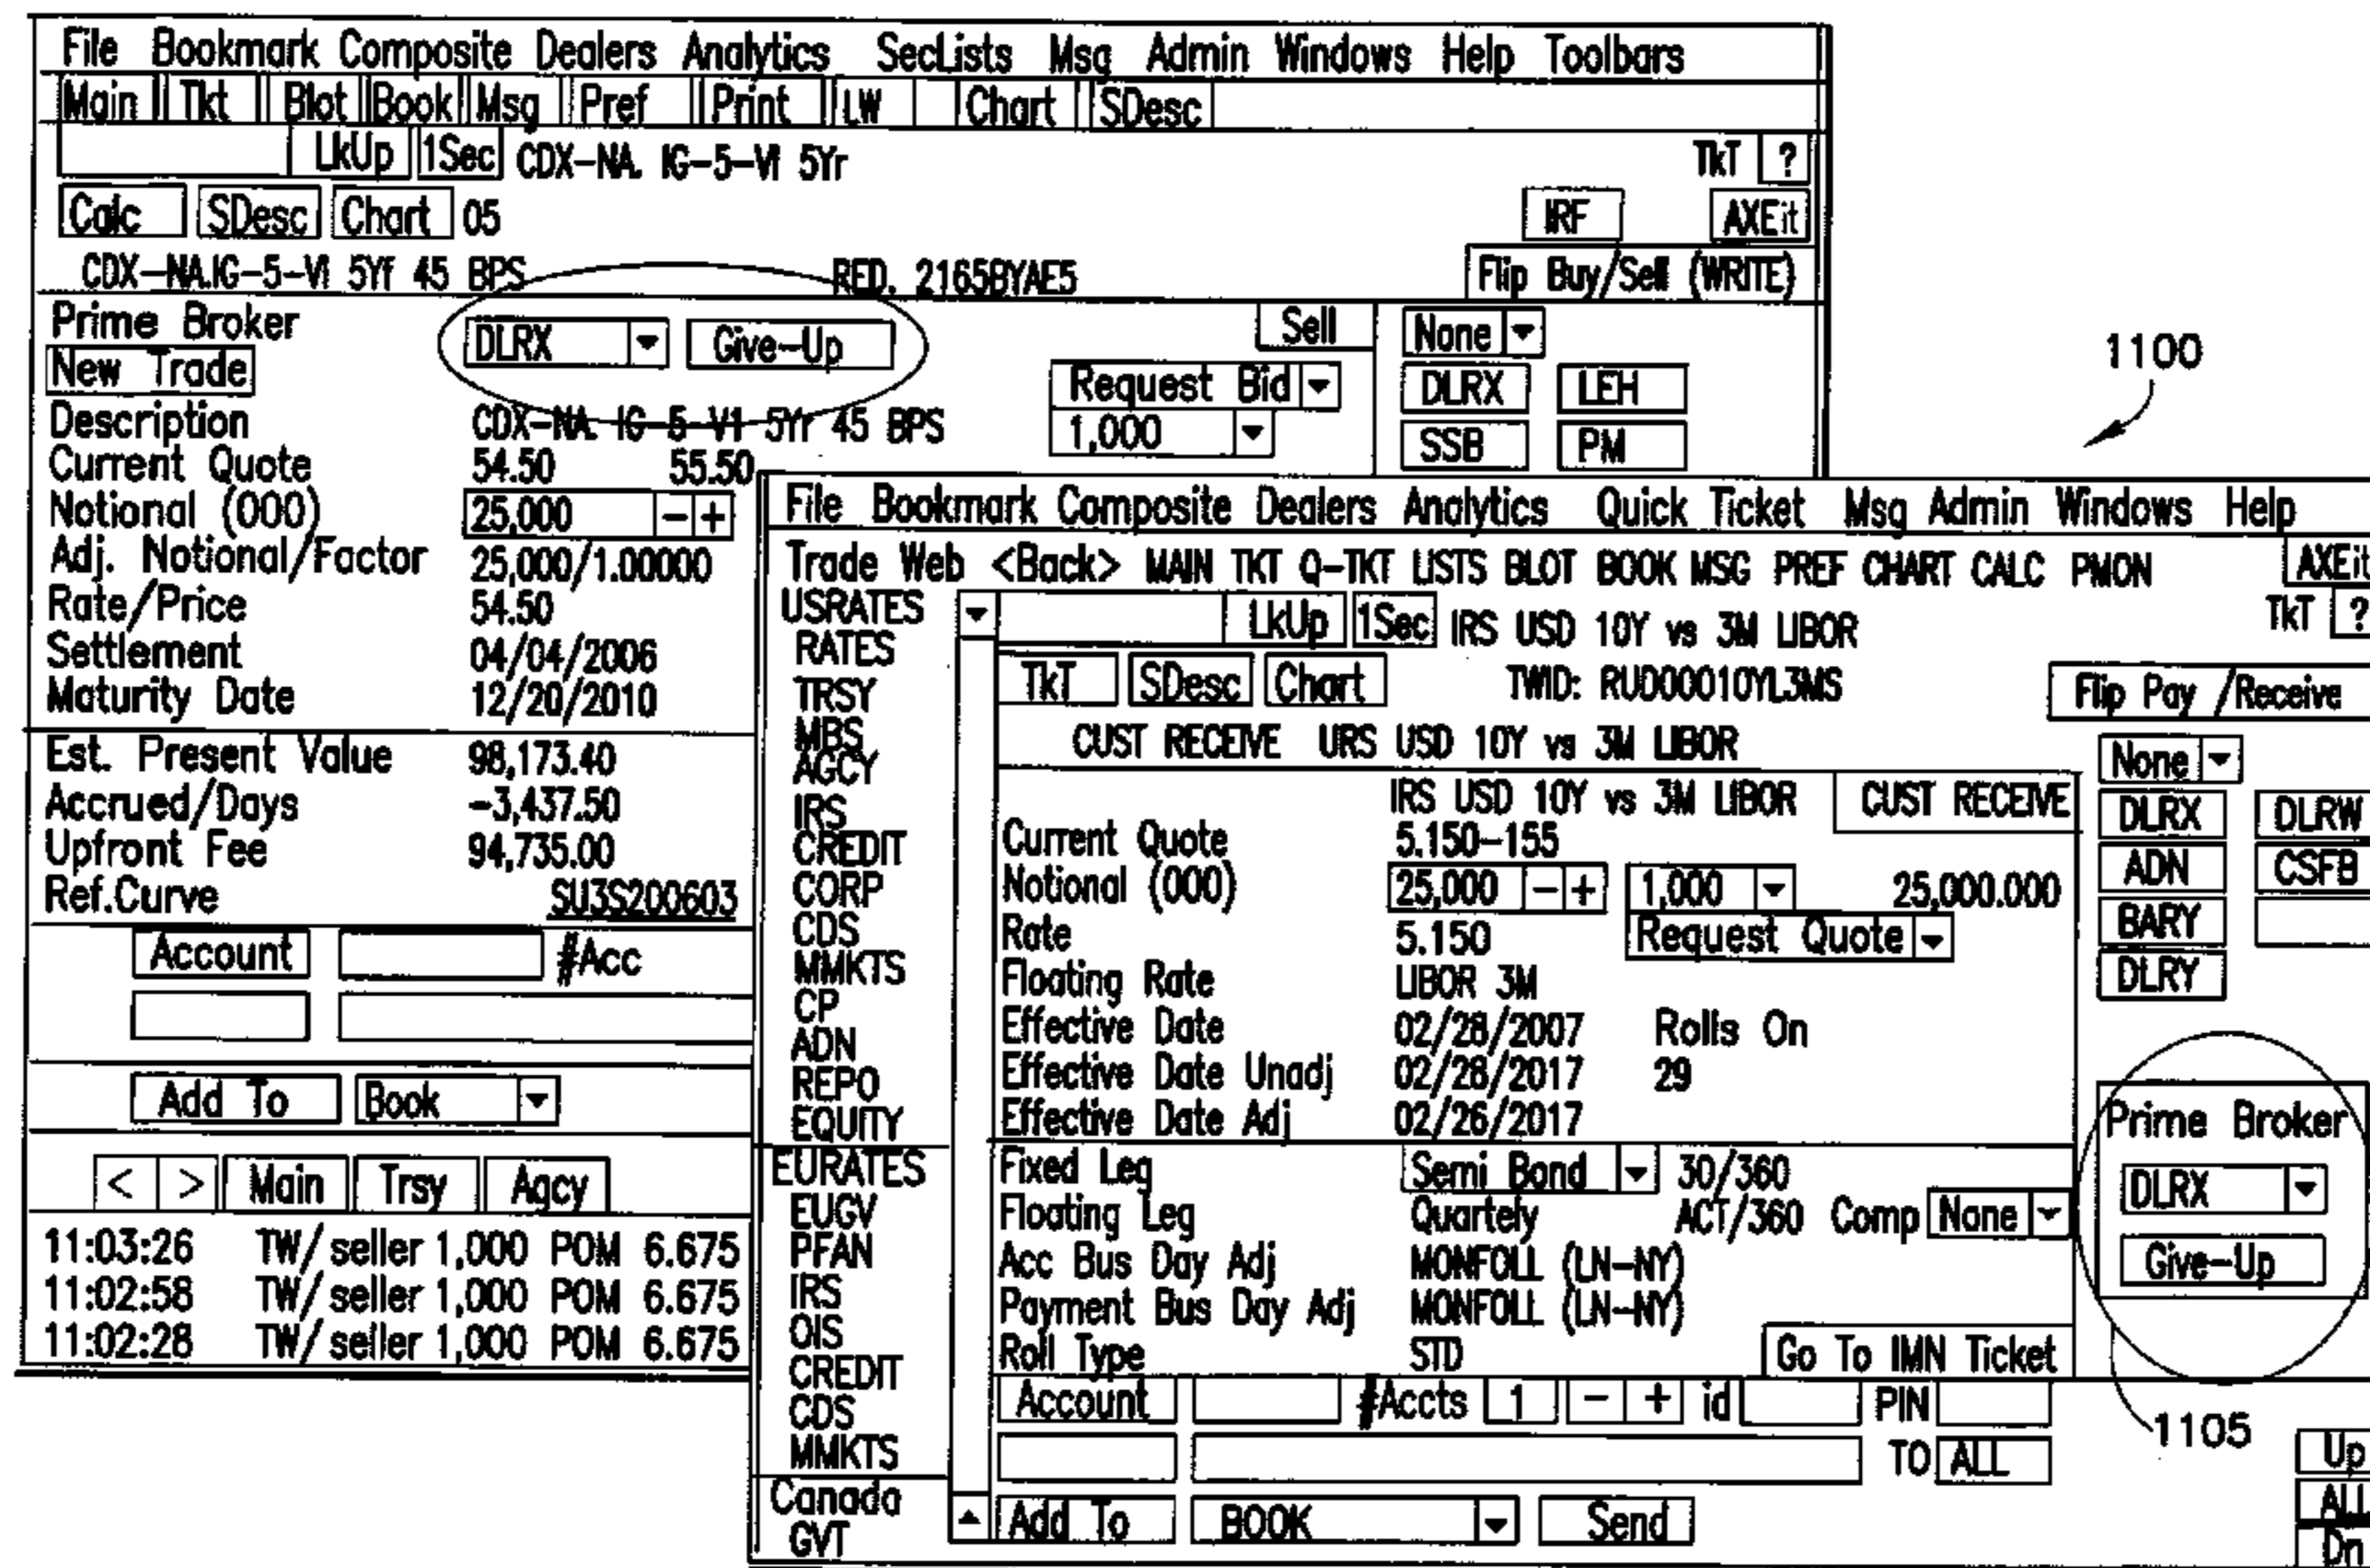 File Bookmark Composite Dealers Analytics SecLists Msg Admin Windows Help Toolbars
Main Tkt Blot Book Msg Pref Print LW Chart SDesc
LkUp 1Sec CDX-NA. IG-5-VI 5Yr TkT ?
Calc SDesc Chart 05 IRF AXEit
CDX-NA.IG-5-VI 5Yf 45 BPS RED. 2165BYAE5 Flip Buy/Sell (WRITE)
Prime Broker DLRX Give-Up Sell None
New Trade Request Bid DLRX LEH
Description CDX-NA. IG-5-V1 5Yr 45 BPS 1,000 SSB PM
Current Quote 54.50 55.50
Notional (000) 25,000 - +
Adj. Notional/Factor 25,000/1.00000
Rate/Price 54.50
Settlement 04/04/2006
Maturity Date 12/20/2010
Est. Present Value 98,173.40
Accrued/Days -3,437.50
Upfront Fee 94,735.00
Ref.Curve SU3S200603
Account #Acc
Add To Book
< > Main Trsy Agcy
11:03:26 TW/ seller 1,000 POM 6.675
11:02:58 TW/ seller 1,000 POM 6.675
11:02:28 TW/ seller 1,000 POM 6.675
1100
File Bookmark Composite Dealers Analytics Quick Ticket Msg Admin Windows Help
Trade Web <Back> MAIN TKT Q-TKT LISTS BLOT BOOK MSG PREF CHART CALC PMON AXEit
USRATES
RATES
TRSY
MBS
AGCY
IRS
CREDIT
CORP
CDS
MMKTS
CP
ADN
REPO
EQUITY
EURATES
EUGV
PFAN
IRS
OIS
CREDIT
CDS
MMKTS
Canada
GVT
LkUp 1Sec IRS USD 10Y vs 3M LIBOR TkT ?
TkT SDesc Chart TWID: RUD00010YL3MS Flip Pay /Receive
CUST RECEIVE URS USD 10Y vs 3M LIBOR
IRS USD 10Y vs 3M LIBOR CUST RECEIVE
Current Quote 5.150-155
Notional (000) 25,000 - + 1,000 25,000.000
Rate 5.150 Request Quote
Floating Rate LIBOR 3M
Effective Date 02/28/2007 Rolls On
Effective Date Unadj 02/28/2017 29
Effective Date Adj 02/26/2017
Fixed Leg Semi Bond 30/360
Floating Leg Quartely ACT/360 Comp None
Acc Bus Day Adj MONFOLL (LN-NY)
Payment Bus Day Adj MONFOLL (LN-NY)
Roll Type STD Go To IMN Ticket
Account #Accts 1 - + id PIN
TO ALL
Add To BOOK Send
None
DLRX DLRW
ADN CSFB
BARY
DLRY
Prime Broker
DLRX
Give-Up
1105
Up
ALL
Dn